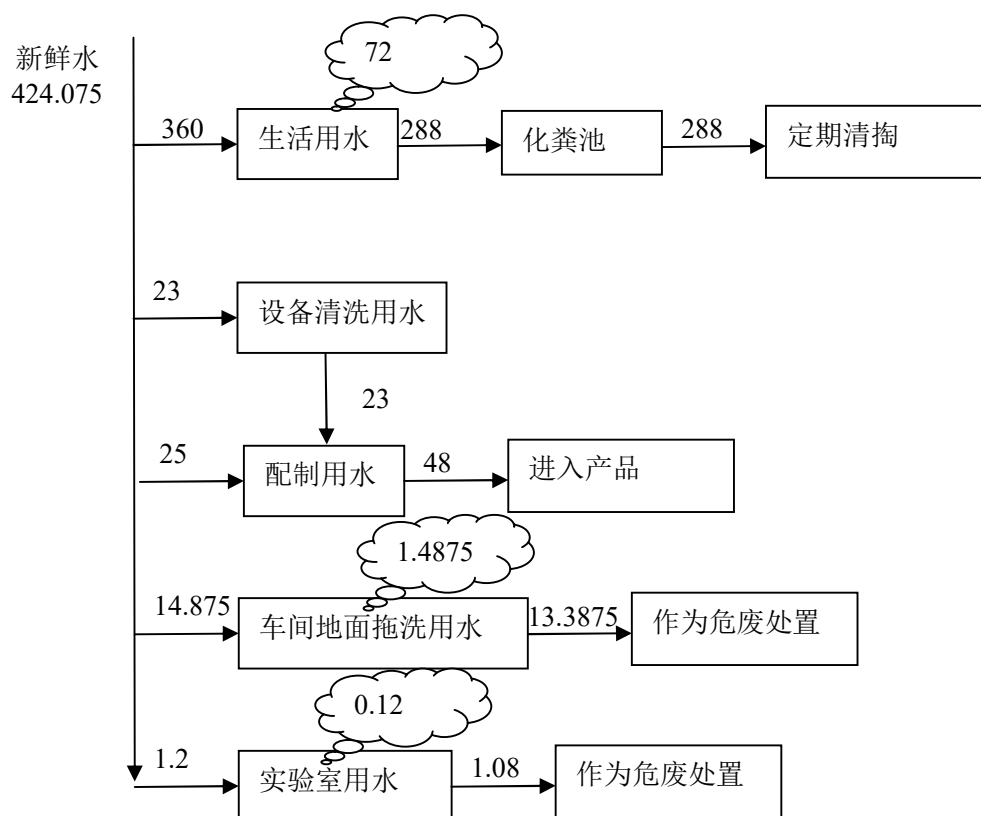 新鲜水
424.075
72
360
生活用水
288
化粪池
288
定期清掏
23
设备清洗用水
23
25
配制用水
48
进入产品
1.4875
14.875
车间地面拖洗用水
13.3875
作为危废处置
0.12
1.2
实验室用水
1.08
作为危废处置